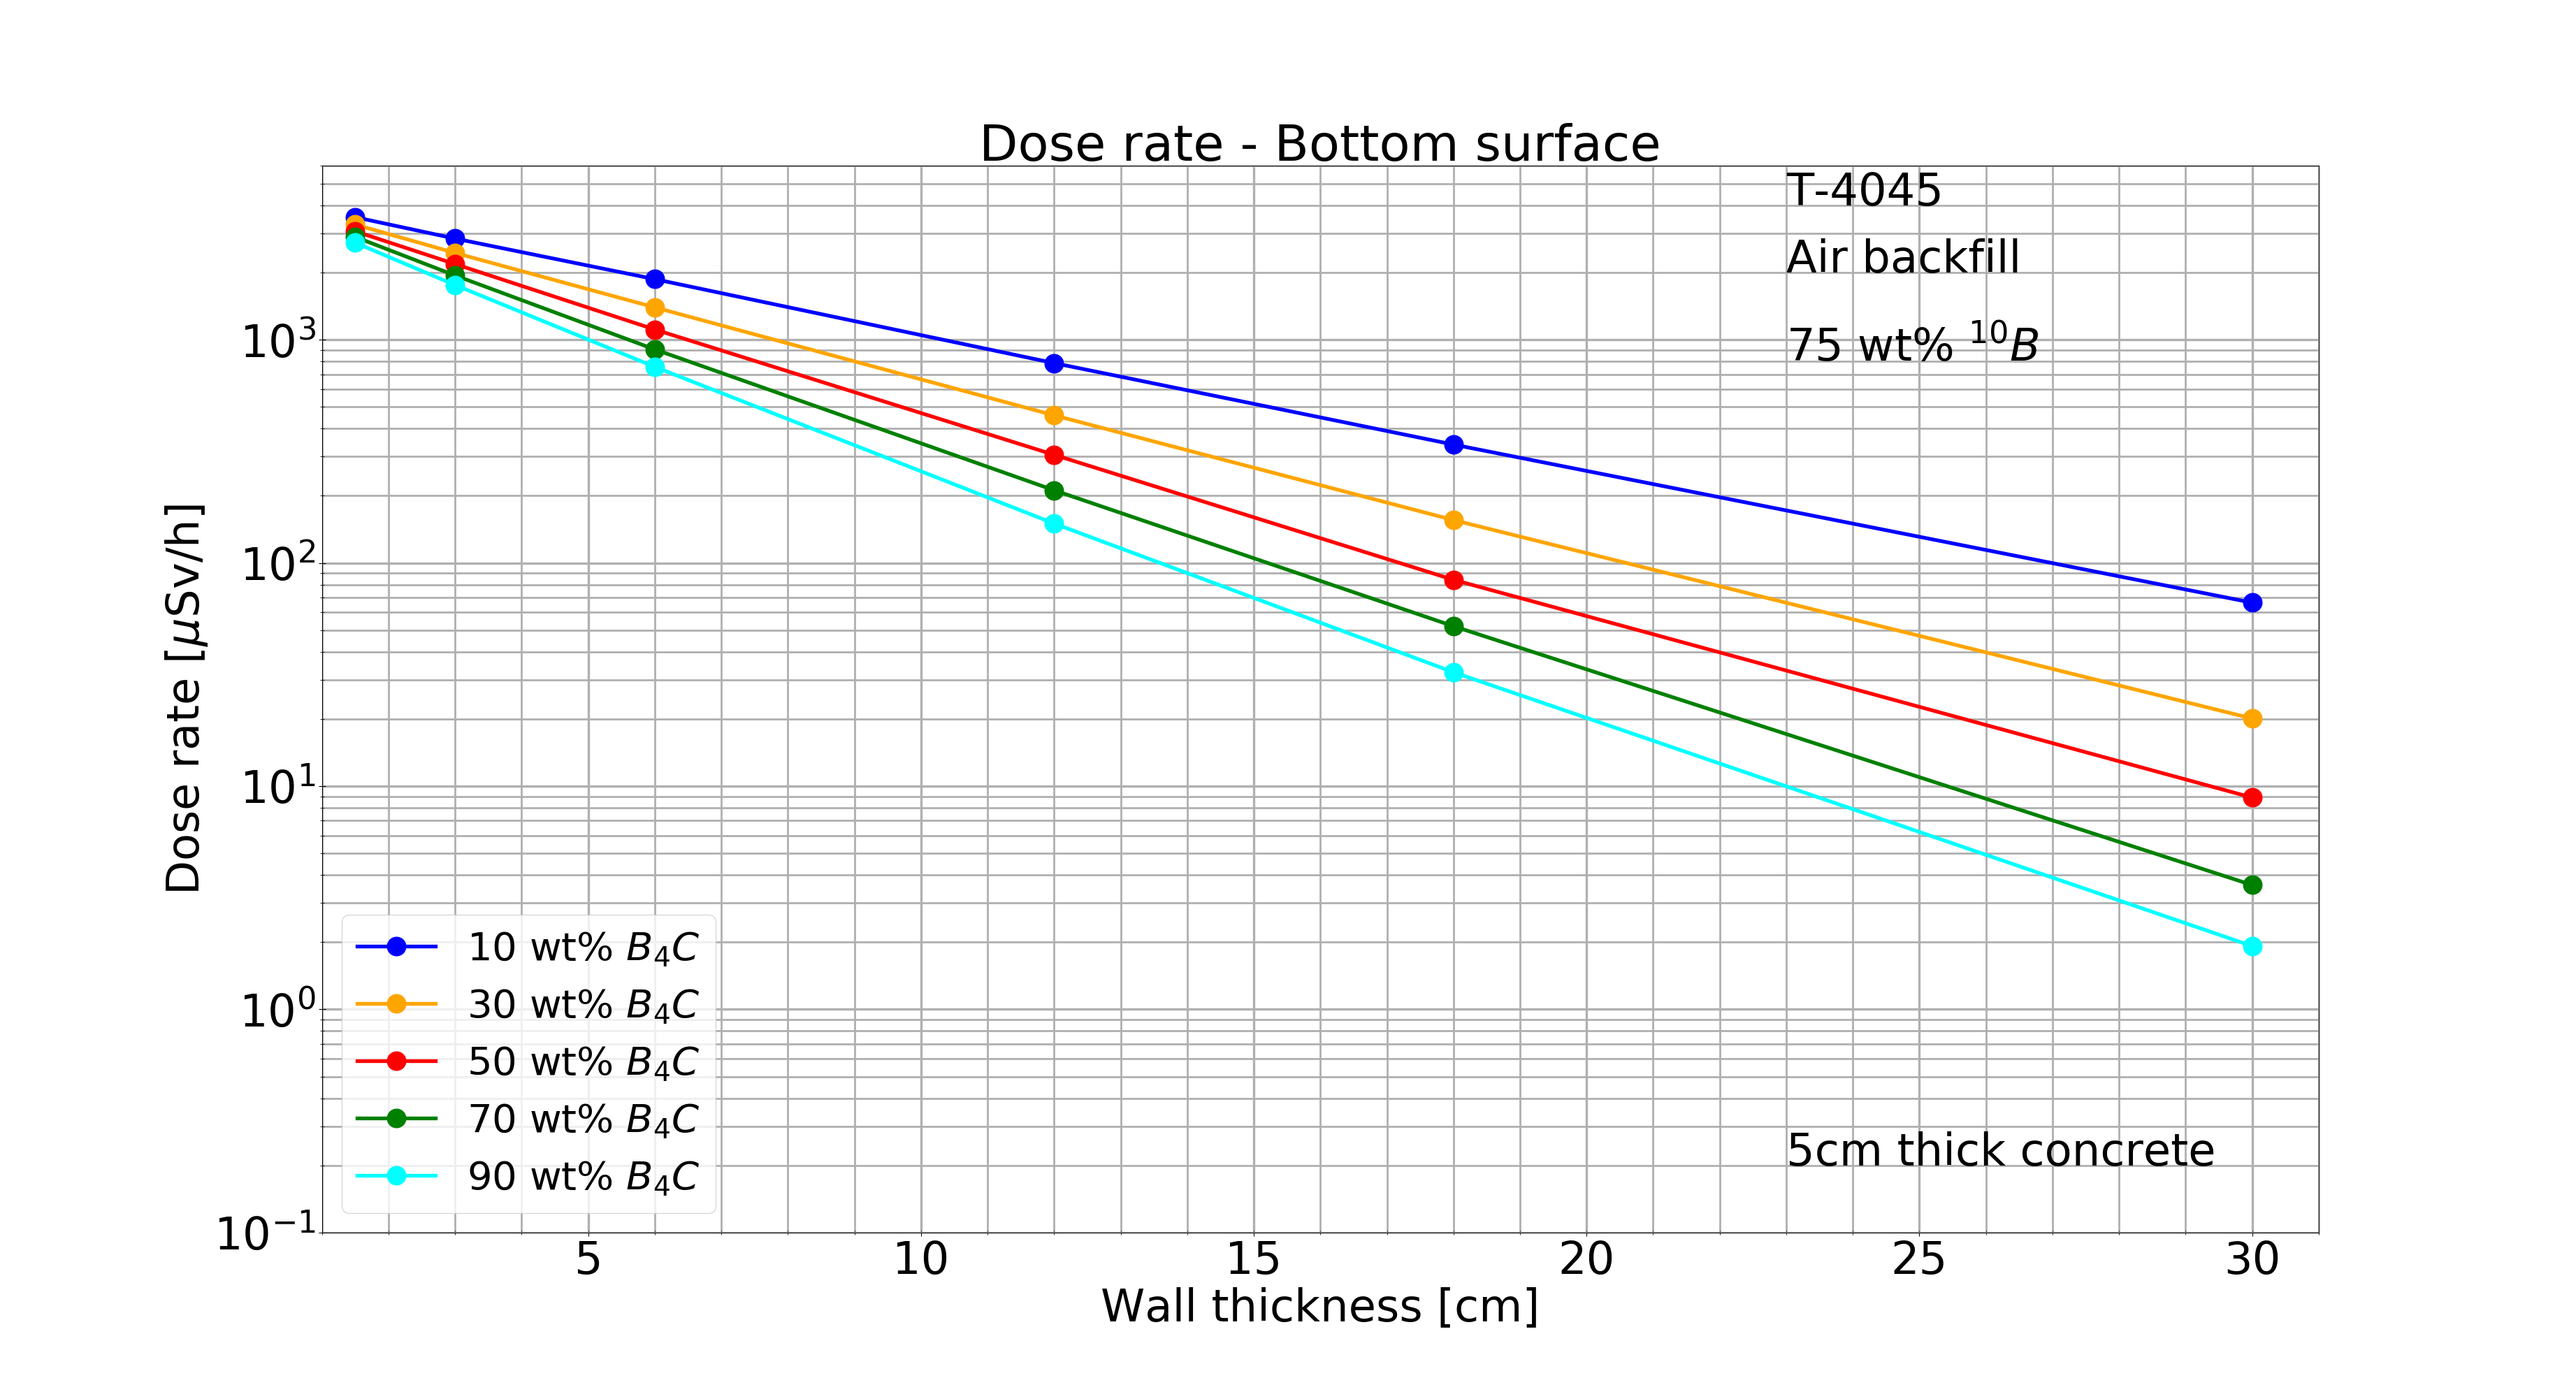 Dose rate - Bottom surface
T-4045
Air backfill
75 wt% ¹⁰B
10³
10²
10¹
10⁰
10⁻¹
Dose rate [μSv/h]
10 wt% B₄C
30 wt% B₄C
50 wt% B₄C
70 wt% B₄C
90 wt% B₄C
5cm thick concrete
5 10 15 20 25 30
Wall thickness [cm]